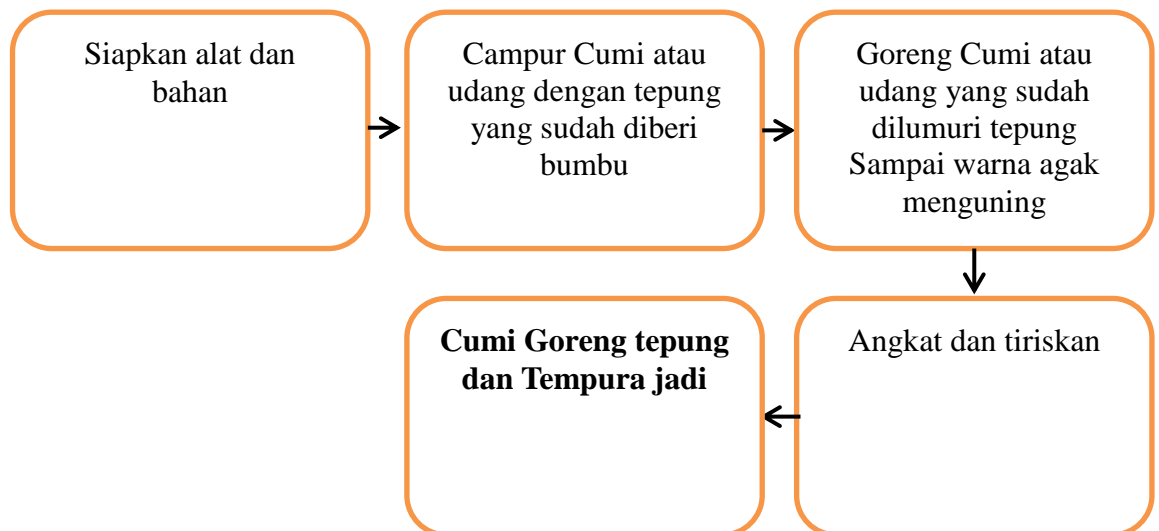 Siapkan alat dan
bahan
Campur Cumi atau
udang dengan tepung
yang sudah diberi
bumbu
Goreng Cumi atau
udang yang sudah
dilumuri tepung
Sampai warna agak
menguning
Angkat dan tiriskan
Cumi Goreng tepung
dan Tempura jadi